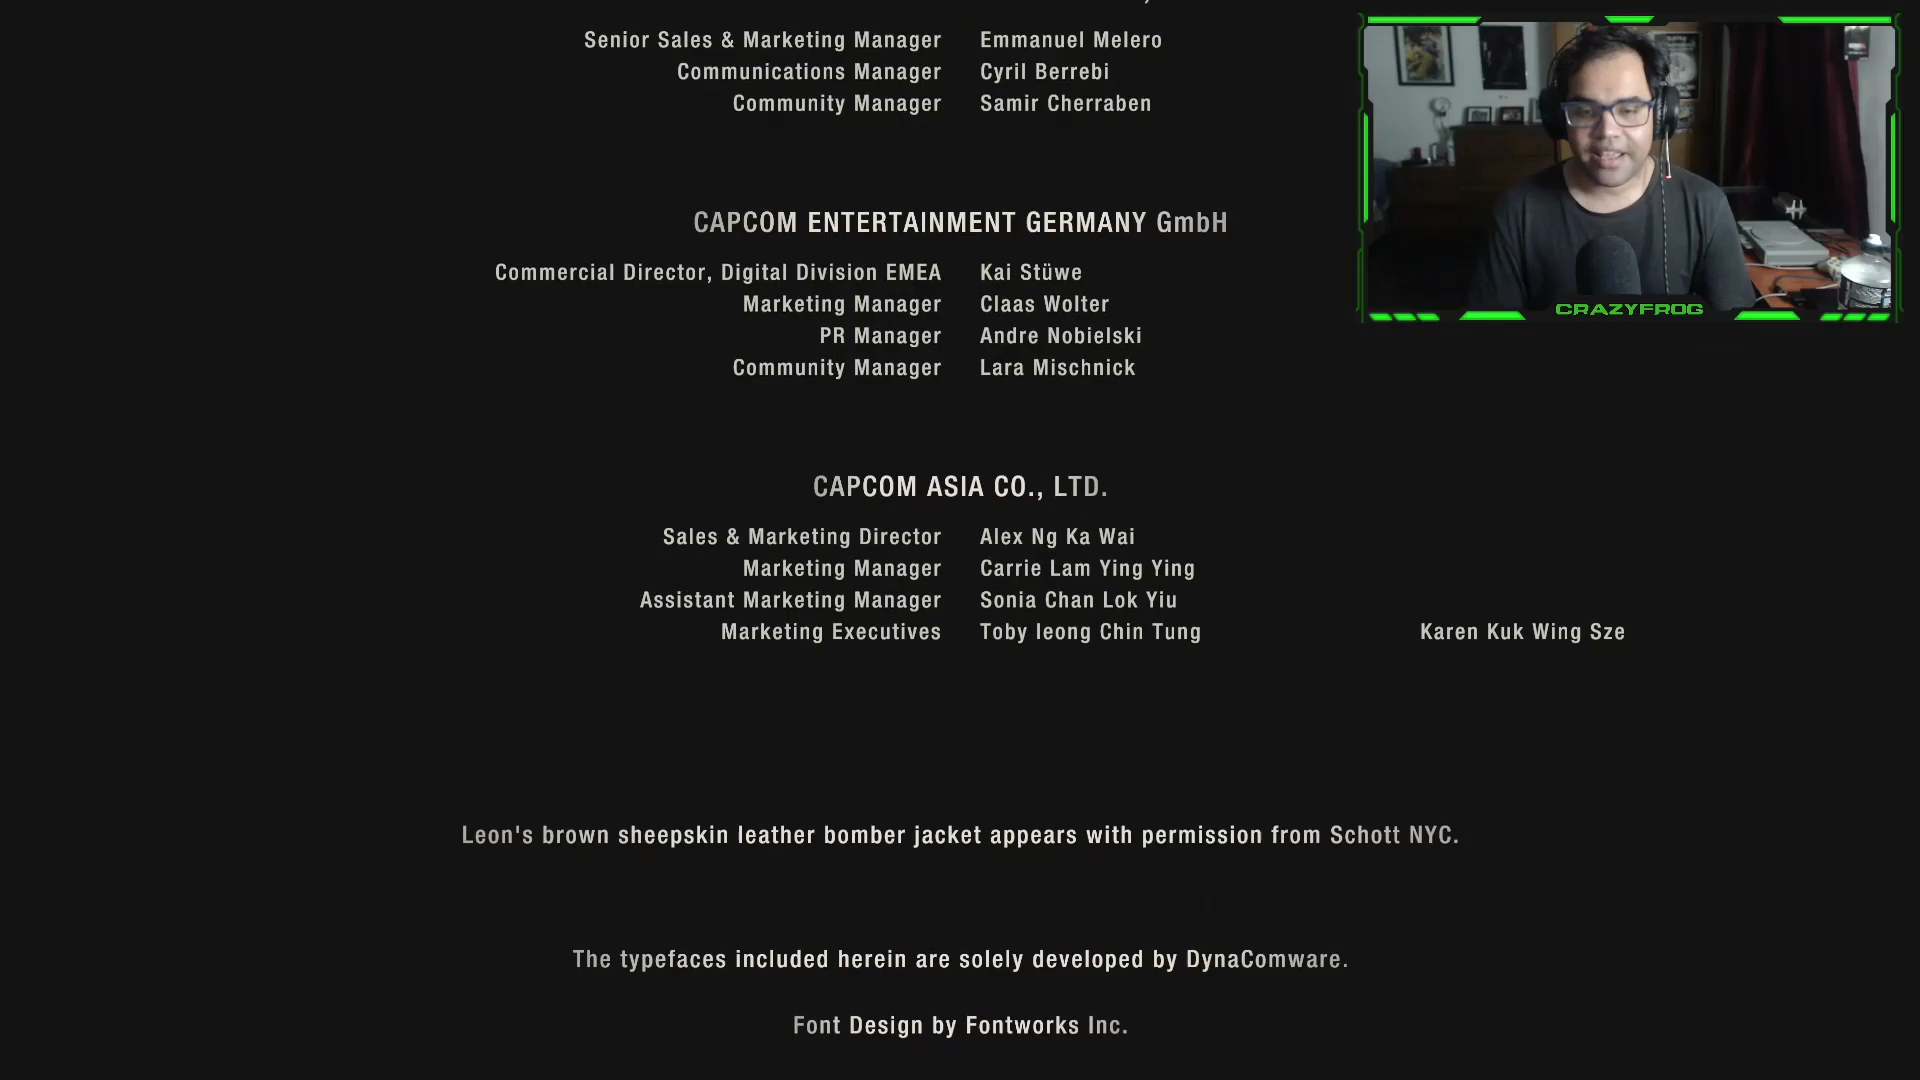 Senior Sales & Marketing Manager Emmanuel Melero
Communications Manager Cyril Berrebi
Community Manager Samir Cherraben
CAPCOM ENTERTAINMENT GERMANY GmbH
Commercial Director, Digital Division EMEA Kai Stüwe
Marketing Manager Claas Wolter
PR Manager Andre Nobielski
Community Manager Lara Mischnick
CRAZYFROG
CAPCOM ASIA CO., LTD.
Sales & Marketing Director Alex Ng Ka Wai
Marketing Manager Carrie Lam Ying Ying
Assistant Marketing Manager Sonia Chan Lok Yiu
Marketing Executives Toby Ieong Chin Tung Karen Kuk Wing Sze
Leon's brown sheepskin leather bomber jacket appears with permission from Schott NYC.
The typefaces included herein are solely developed by DynaComware.
Font Design by Fontworks Inc.